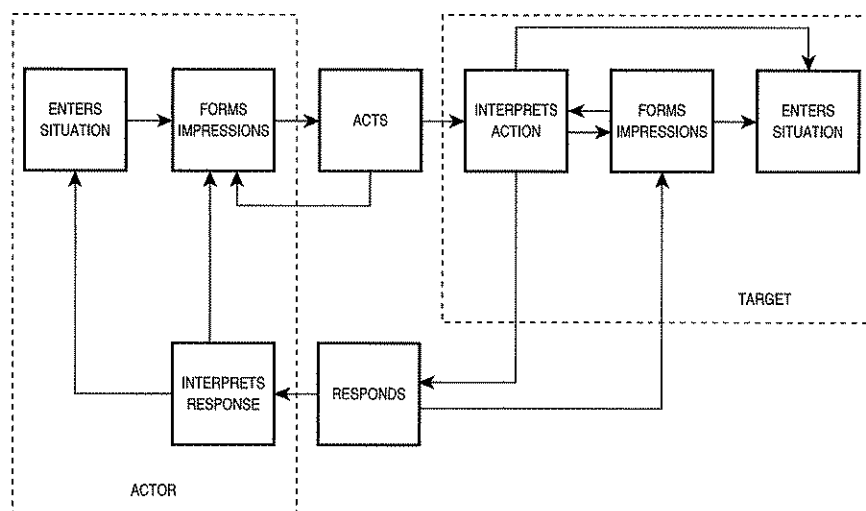 ENTERS
SITUATION
FORMS
IMPRESSIONS
ACTS
INTERPRETS
ACTION
FORMS
IMPRESSIONS
ENTERS
SITUATION
TARGET
INTERPRETS
RESPONSE
RESPONDS
ACTOR